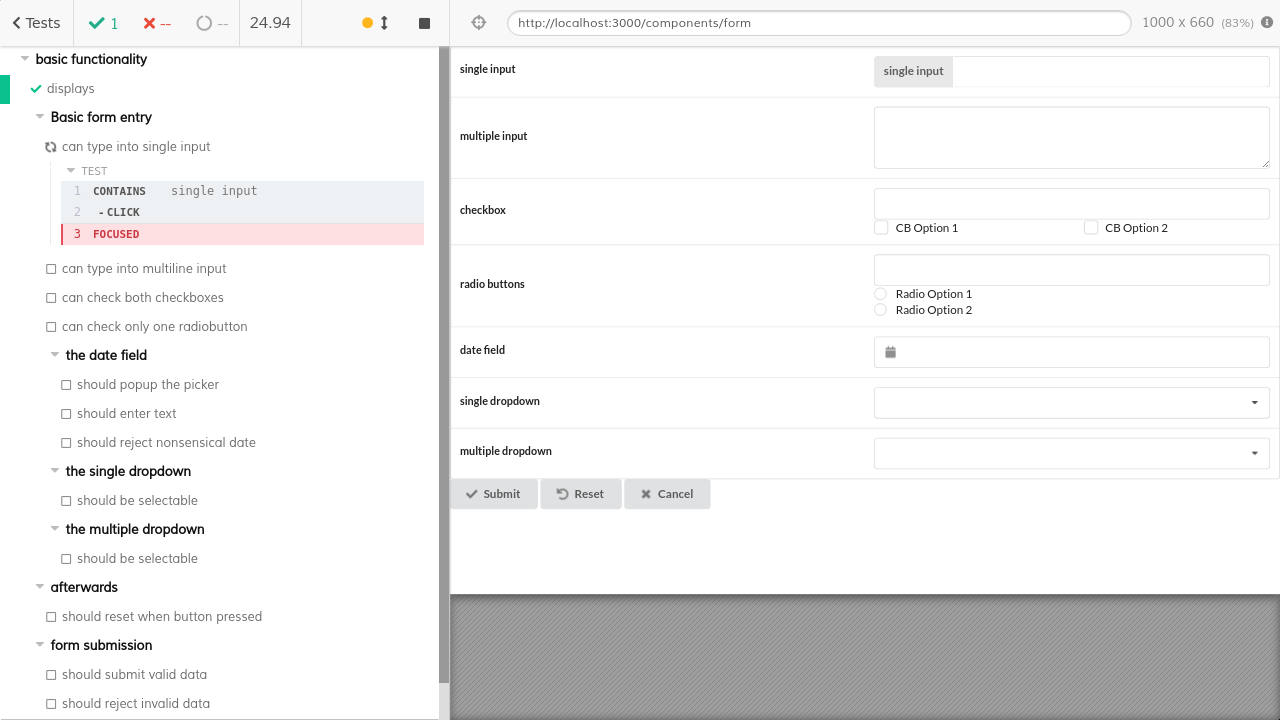 Tests
1
--
--
24.94
http://localhost:3000/components/form
1000 x 660 (83%)
basic functionality
displays
Basic form entry
can type into single input
TEST
1 CONTAINS single input
2 - CLICK
3 FOCUSED
can type into multiline input
can check both checkboxes
can check only one radiobutton
the date field
should popup the picker
should enter text
should reject nonsensical date
the single dropdown
should be selectable
the multiple dropdown
should be selectable
afterwards
should reset when button pressed
form submission
should submit valid data
should reject invalid data
single input
single input
multiple input
checkbox
CB Option 1
CB Option 2
radio buttons
Radio Option 1
Radio Option 2
date field
single dropdown
multiple dropdown
Submit
Reset
Cancel